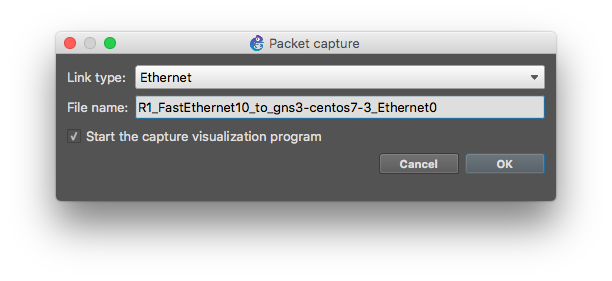 Packet capture
Link type: Ethernet
File name: R1_FastEthernet10_to_gns3-centos7-3_Ethernet0
Start the capture visualization program
Cancel OK